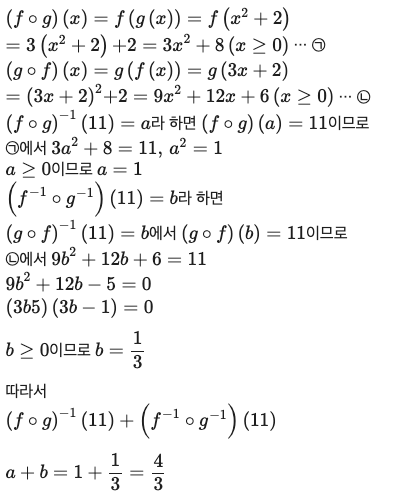 (f∘g)(x) = f(g(x)) = f(x²+2)
= 3(x²+2)+2 = 3x²+8 (x ≥ 0) ··· ㉠
(g∘f)(x) = g(f(x)) = g(3x+2)
= (3x+2)²+2 = 9x²+12x+6 (x ≥ 0) ··· ㉡
(f∘g)⁻¹(11) = a라 하면 (f∘g)(a) = 11이므로
㉠에서 3a²+8 = 11, a² = 1
a ≥ 0이므로 a = 1
(f⁻¹∘g⁻¹)(11) = b라 하면
(g∘f)⁻¹(11) = b에서 (g∘f)(b) = 11이므로
㉡에서 9b²+12b+6 = 11
9b²+12b−5 = 0
(3b5)(3b−1) = 0
b ≥ 0이므로 b = 1/3
따라서
(f∘g)⁻¹(11)+(f⁻¹∘g⁻¹)(11)
a+b = 1+1/3 = 4/3